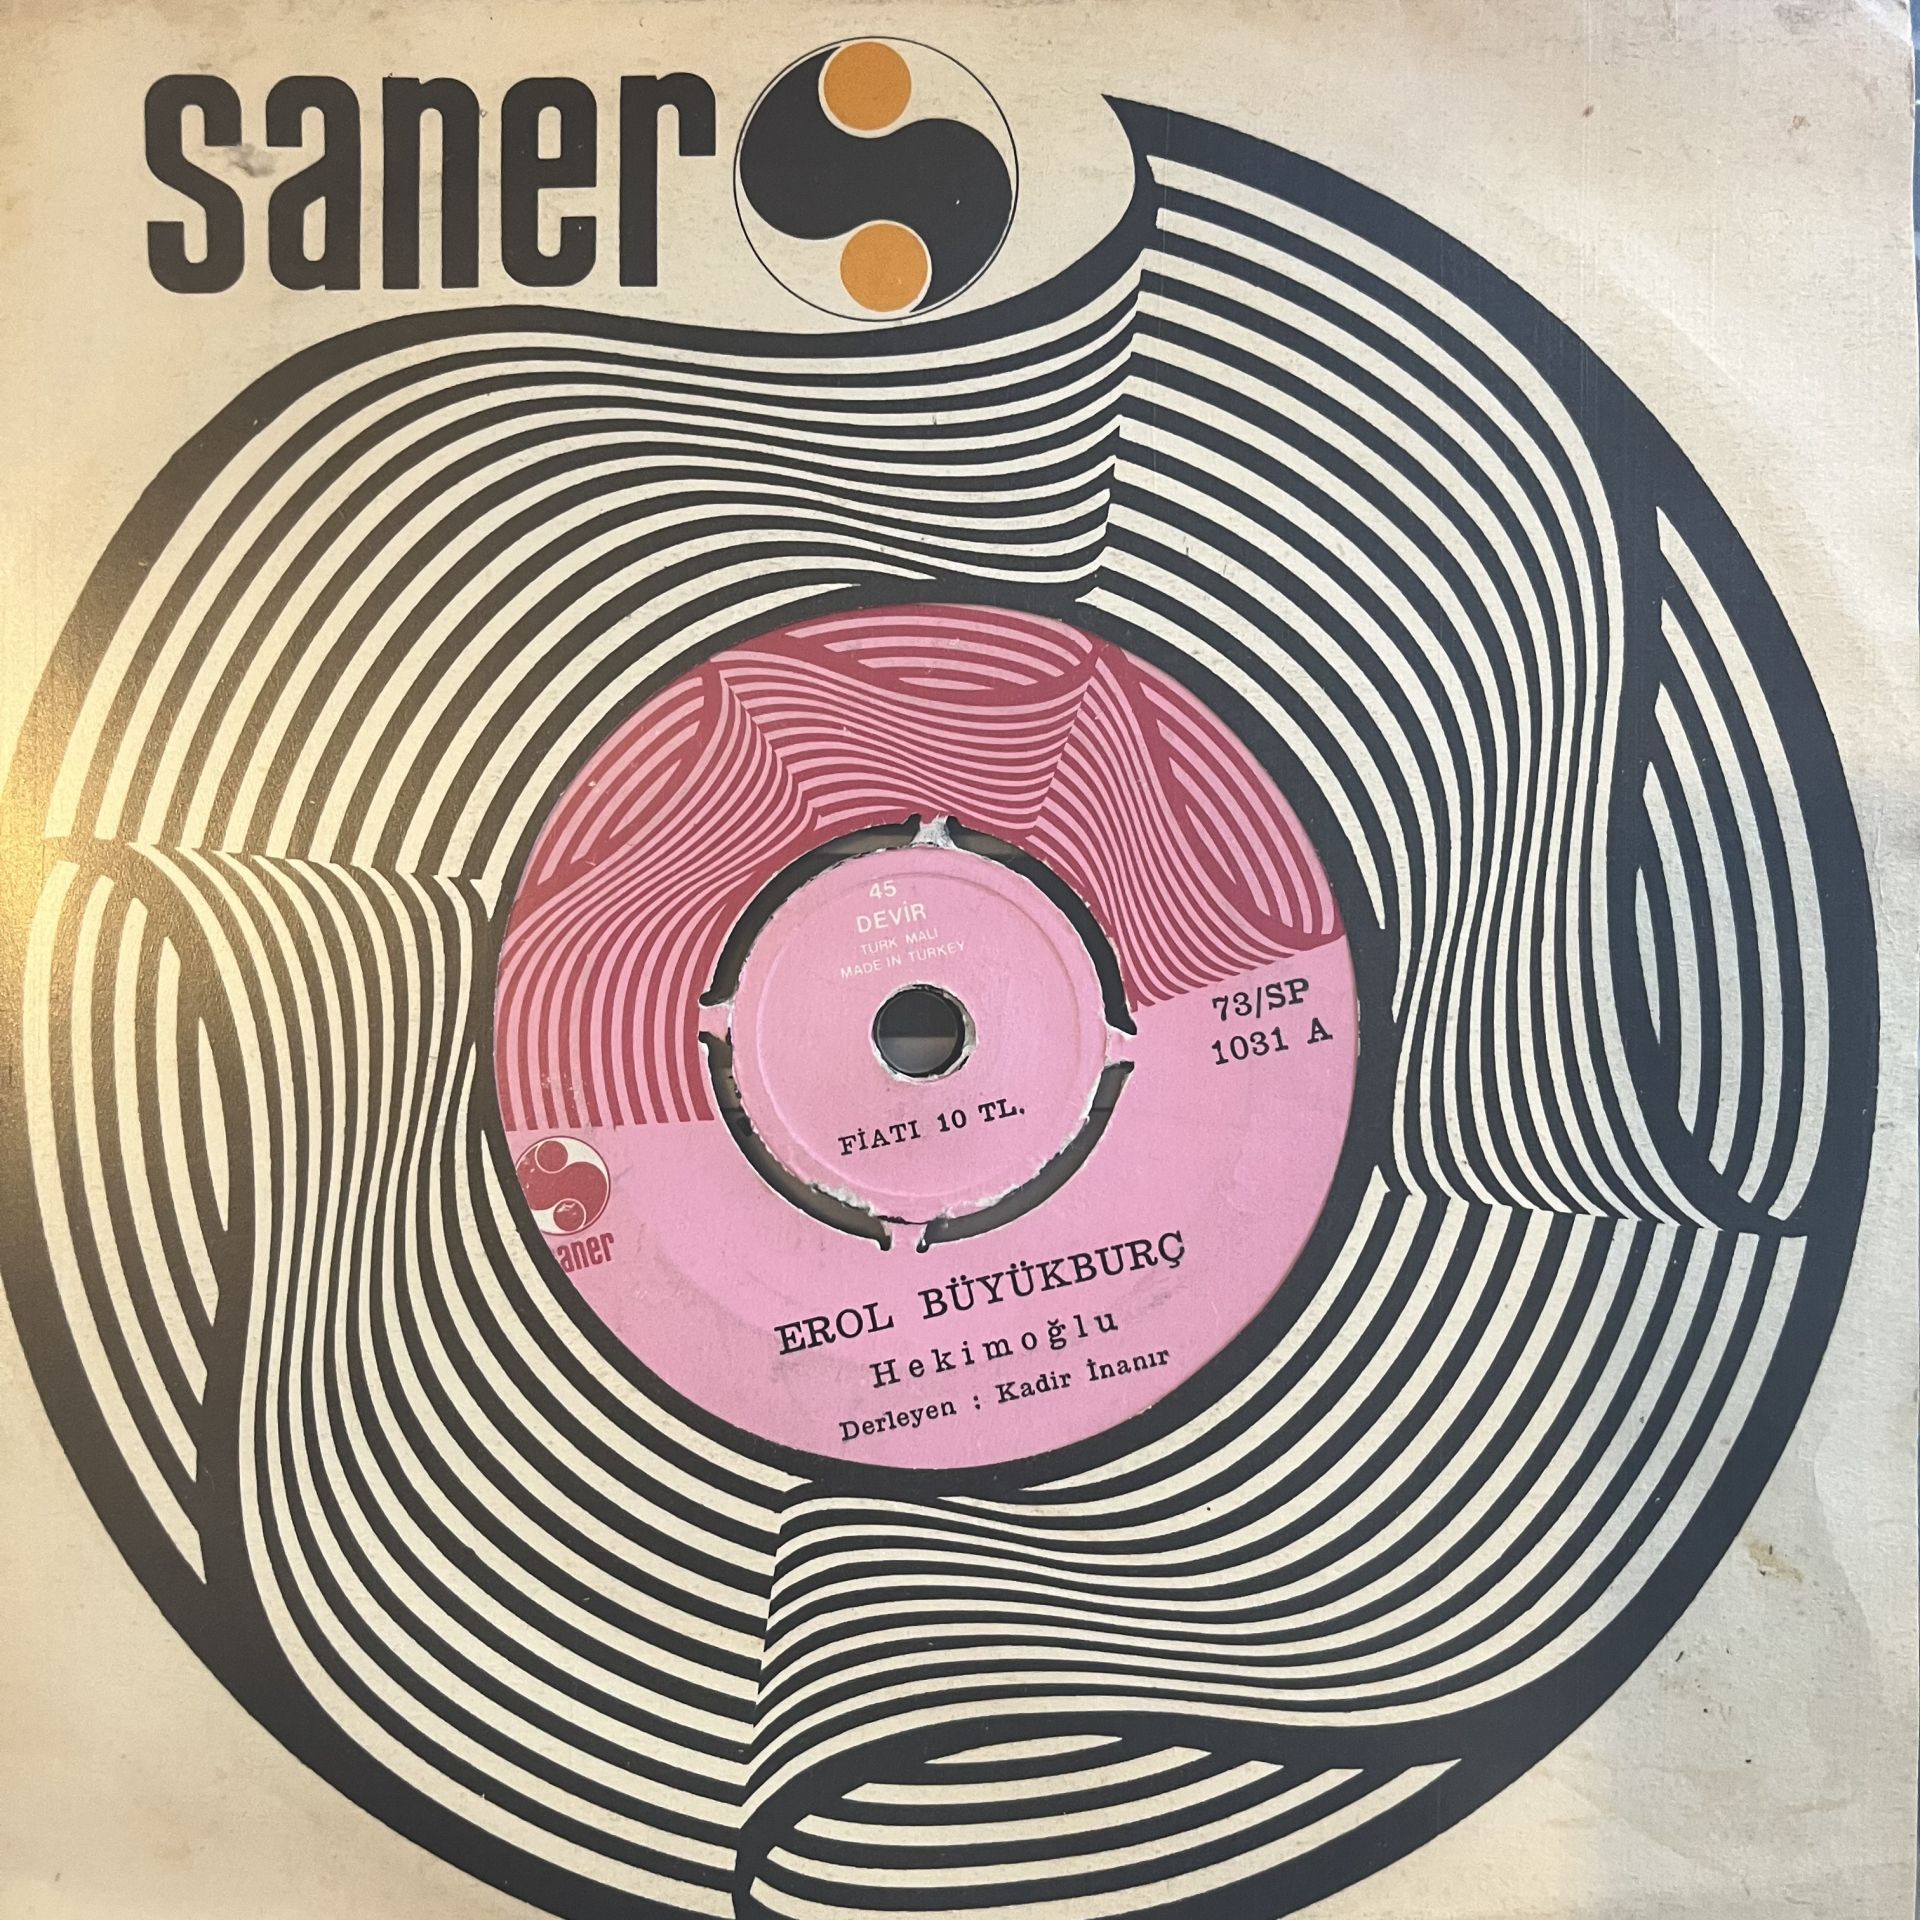 saner
45
DEVİR
TÜRK MALI
MADE IN TURKEY
73/SP
1031 A
FİATI 10 TL.
aner
EROL BÜYÜKBURÇ
Hekimoğlu
Derleyen : Kadir İnanır